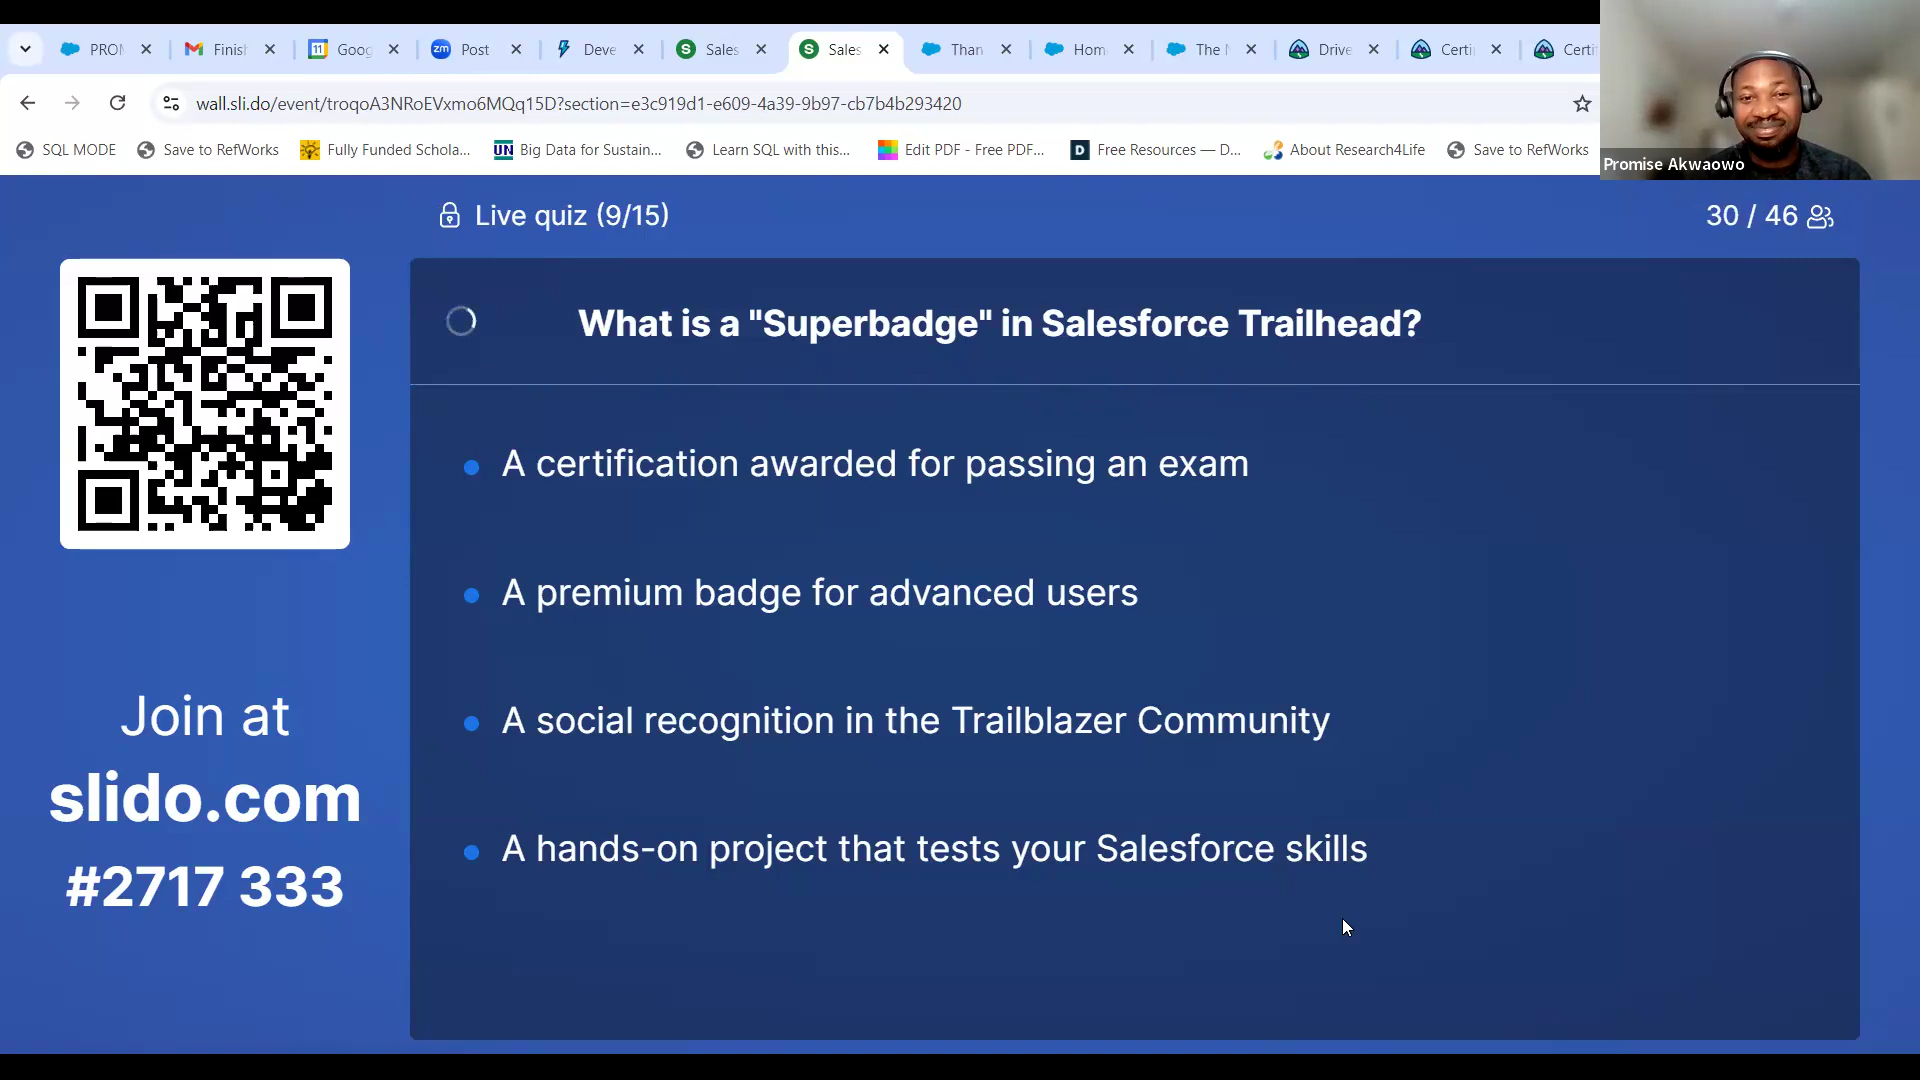 PROM
Finish
Goog
Post
Deve
Sales
Sales
Than
Hom
The N
Drive
Certi
Certi
wall.sli.do/event/troqoA3NRoEVxmo6MQq15D?section=e3c919d1-e609-4a39-9b97-cb7b4b293420
SQL MODE
Save to RefWorks
Fully Funded Schola...
Big Data for Sustain...
Learn SQL with this...
Edit PDF - Free PDF...
Free Resources — D...
About Research4Life
Save to RefWorks
Promise Akwaowo
Live quiz (9/15)
30 / 46
What is a "Superbadge" in Salesforce Trailhead?
A certification awarded for passing an exam
A premium badge for advanced users
A social recognition in the Trailblazer Community
A hands-on project that tests your Salesforce skills
Join at
slido.com
#2717 333